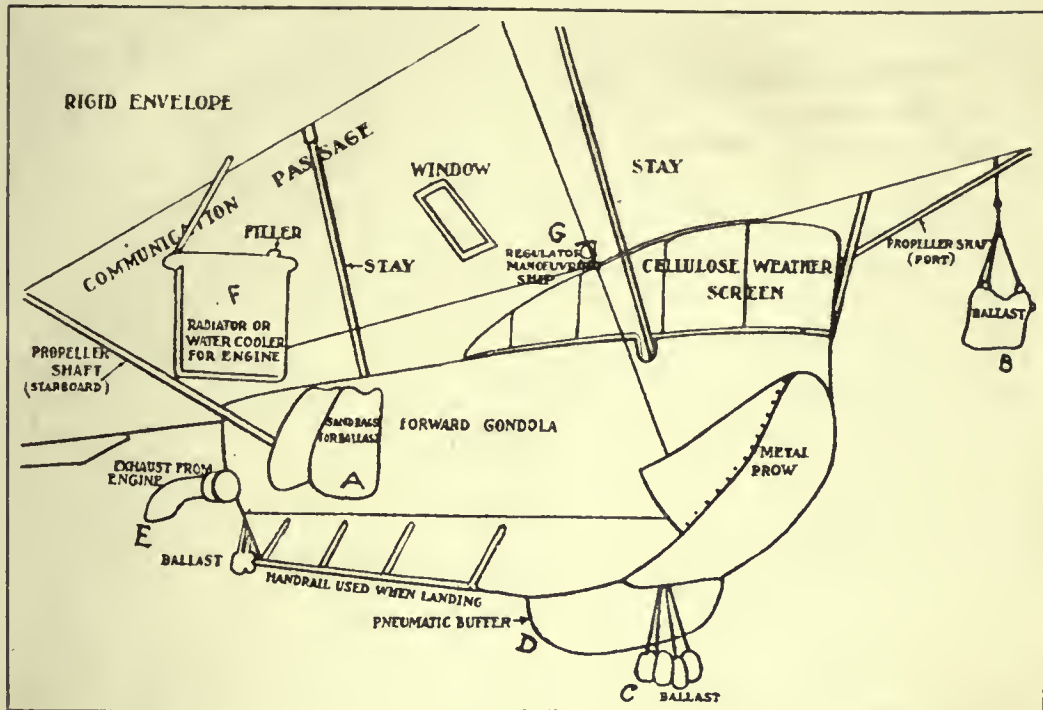 RIGID ENVELOPE
COMMUNICATION PASSAGE
WINDOW
STAY
FILLER
STAY
G
REGULATOR
MANOEUVRING
SHIP
CELLULOSE WEATHER
SCREEN
PROPELLER SHAFT
(PORT)
BALLAST
B
F
RADIATOR OR
WATER COOLER
FOR ENGINE
PROPELLER
SHAFT
(STARBOARD)
SANDBAGS
FOR BALLAST
A
FORWARD GONDOLA
METAL
PROW
EXHAUST FROM
ENGINE
E
BALLAST
HANDRAIL USED WHEN LANDING
PNEUMATIC BUFFER
D
C
BALLAST